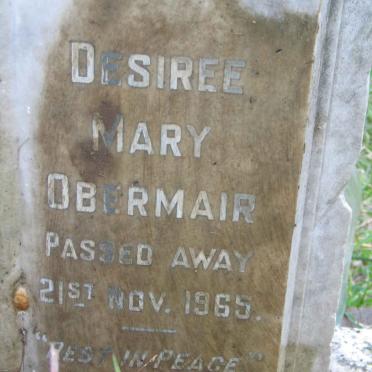 DESIREE
MARY
OBERMAIR
PASSED AWAY
21ST NOV. 1965.
"REST IN PEACE"